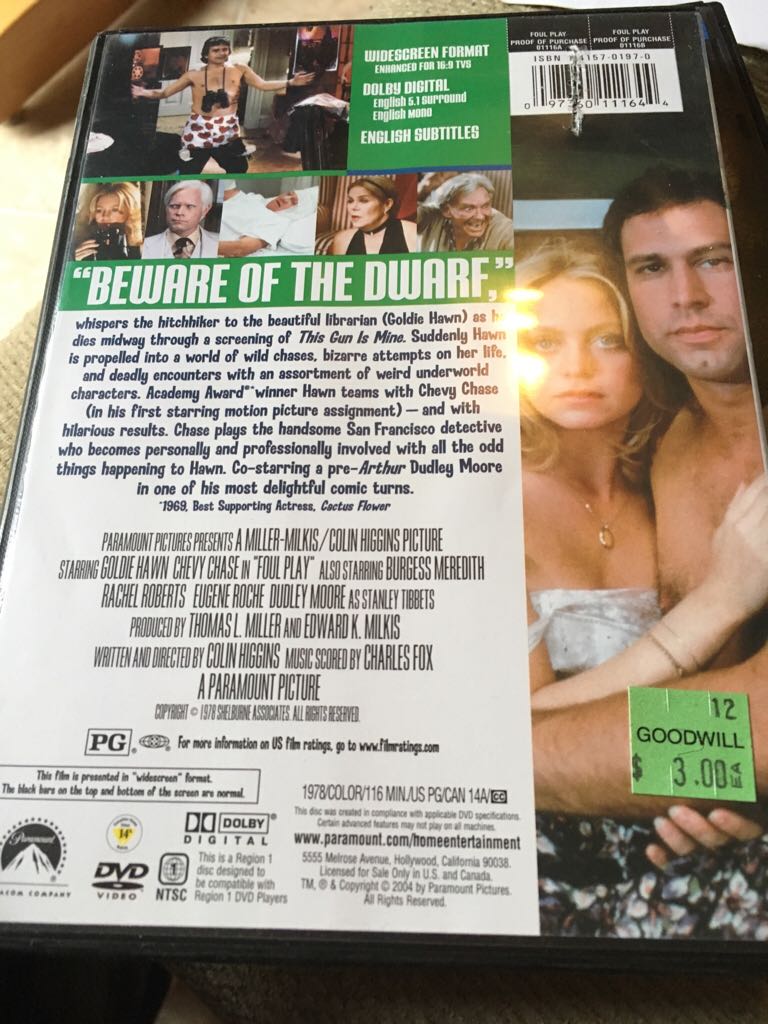 FOUL PLAY
PROOF OF PURCHASE
01116A
FOUL PLAY
PROOF OF PURCHASE
01116B
ISBN 4157-0197-0
11164 4
WIDESCREEN FORMAT
ENHANCED FOR 16:9 TVS
DOLBY DIGITAL
English 5.1 Surround
English Mono
ENGLISH SUBTITLES
"BEWARE OF THE DWARF,"
whispers the hitchhiker to the beautiful librarian (Goldie Hawn) as
dies midway through a screening of This Gun Is Mine. Suddenly Hawn
is propelled into a world of wild chases, bizarre attempts on her life,
and deadly encounters with an assortment of weird underworld
characters. Academy Award®* winner Hawn teams with Chevy Chase
(in his first starring motion picture assignment) — and with
hilarious results. Chase plays the handsome San Francisco detective
who becomes personally and professionally involved with all the odd
things happening to Hawn. Co-starring a pre-Arthur Dudley Moore
in one of his most delightful comic turns.
*1969, Best Supporting Actress, Cactus Flower
PARAMOUNT PICTURES PRESENTS A MILLER-MILKIS/COLIN HIGGINS PICTURE
STARRING GOLDIE HAWN CHEVY CHASE IN "FOUL PLAY" ALSO STARRING BURGESS MEREDITH
RACHEL ROBERTS EUGENE ROCHE DUDLEY MOORE AS STANLEY TIBBETS
PRODUCED BY THOMAS L. MILLER AND EDWARD K. MILKIS
WRITTEN AND DIRECTED BY COLIN HIGGINS MUSIC SCORED BY CHARLES FOX
A PARAMOUNT PICTURE
COPYRIGHT © 1978 SHELBURNE ASSOCIATES. ALL RIGHTS RESERVED.
PG ® For more information on US film ratings, go to www.filmratings.com
This film is presented in "widescreen" format.
The black bars on the top and bottom of the screen are normal.
1978/COLOR/116 MIN./US PG/CAN 14A/CC
This disc was created in compliance with applicable DVD specifications.
Certain advanced features may not play on all machines.
www.paramount.com/homeentertainment
5555 Melrose Avenue, Hollywood, California 90038.
Licensed for Sale Only in U.S. and Canada.
TM, ® & Copyright © 2004 by Paramount Pictures.
All Rights Reserved.
Paramount
ACOM COMPANY
14
DOLBY
DIGITAL
DVD
VIDEO
1
NTSC
This is a Region 1
disc designed to
be compatible with
Region 1 DVD Players
12
GOODWILL
$ 3.00 EA